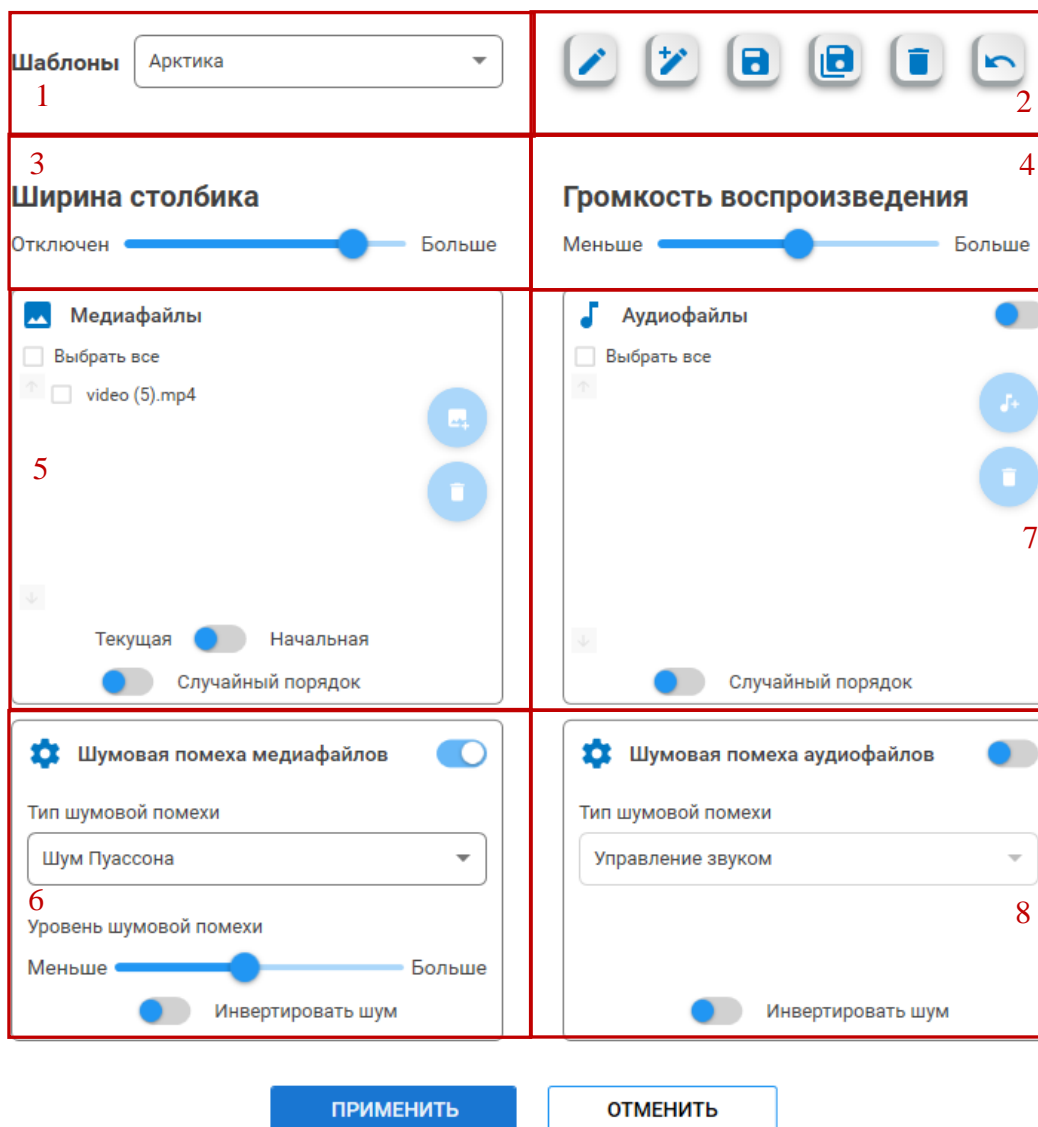 Шаблоны Арктика
1
2
3
4
Ширина столбика
Громкость воспроизведения
Отключен Больше
Меньше Больше
Медиафайлы
Выбрать все
video (5).mp4
5
Текущая Начальная
Случайный порядок
Аудиофайлы
Выбрать все
7
Случайный порядок
Шумовая помеха медиафайлов
Тип шумовой помехи
Шум Пуассона
6
Уровень шумовой помехи
Меньше Больше
Инвертировать шум
Шумовая помеха аудиофайлов
Тип шумовой помехи
Управление звуком
8
Инвертировать шум
ПРИМЕНИТЬ
ОТМЕНИТЬ